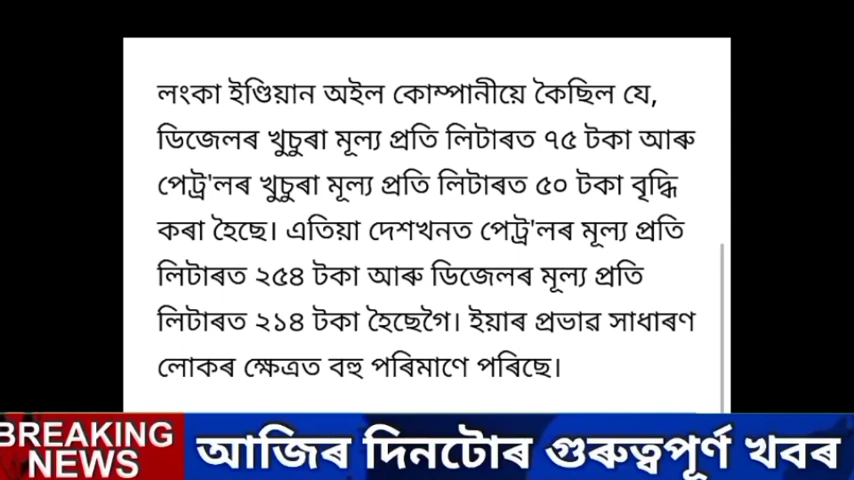 লংকা ইণ্ডিয়ান অইল কোম্পানীয়ে কৈছিল যে,
ডিজেলৰ খুচুৰা মূল্য প্ৰতি লিটাৰত ৭৫ টকা আৰু
পেট্ৰ'লৰ খুচুৰা মূল্য প্ৰতি লিটাৰত ৫০ টকা বৃদ্ধি
কৰা হৈছে। এতিয়া দেশখনত পেট্ৰ'লৰ মূল্য প্ৰতি
লিটাৰত ২৫৪ টকা আৰু ডিজেলৰ মূল্য প্ৰতি
লিটাৰত ২১৪ টকা হৈছেগৈ। ইয়াৰ প্ৰভাৱ সাধাৰণ
লোকৰ ক্ষেত্ৰত বহু পৰিমাণে পৰিছে।
BREAKING
NEWS
আজিৰ দিনটোৰ গুৰুত্বপূৰ্ণ খবৰ